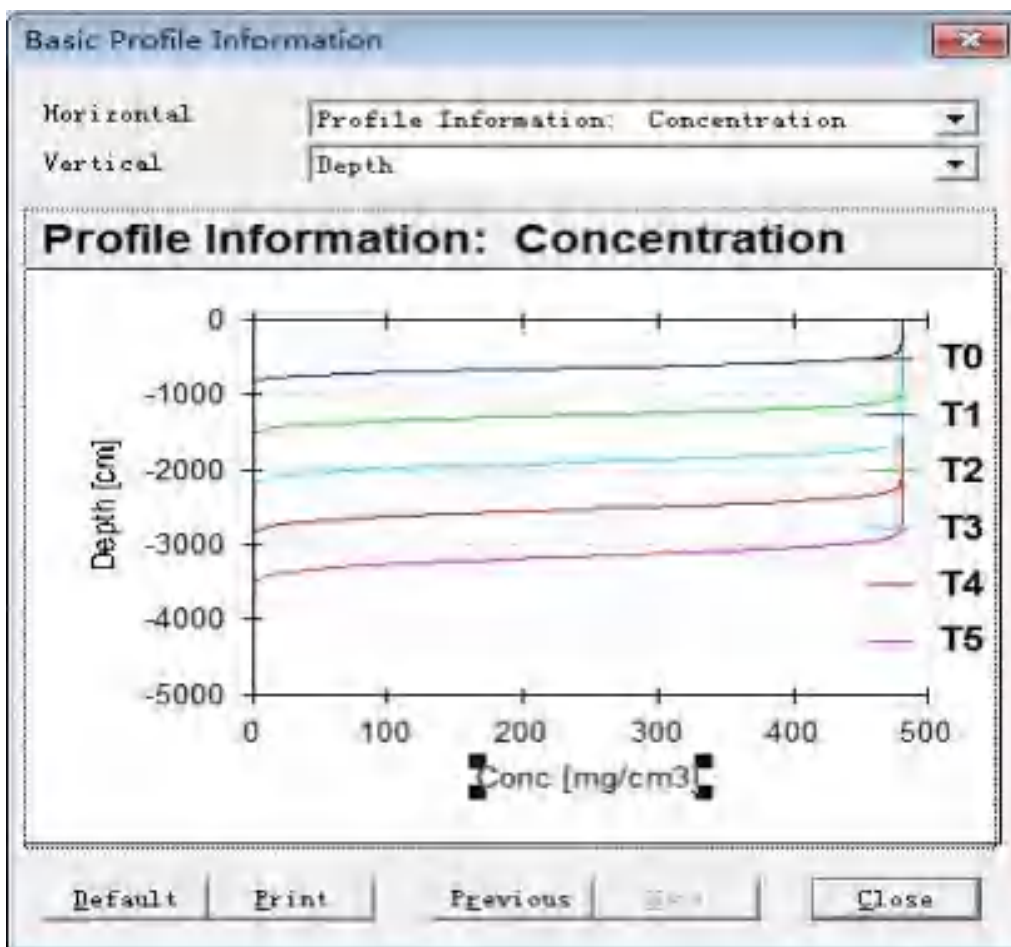 Basic Profile Information
Horizontal
Profile Information: Concentration
Vertical
Depth
Profile Information: Concentration
0
-1000
-2000
-3000
-4000
-5000
Depth [cm]
0 100 200 300 400 500
Conc [mg/cm3]
T0
T1
T2
T3
T4
T5
Default Print Previous Close